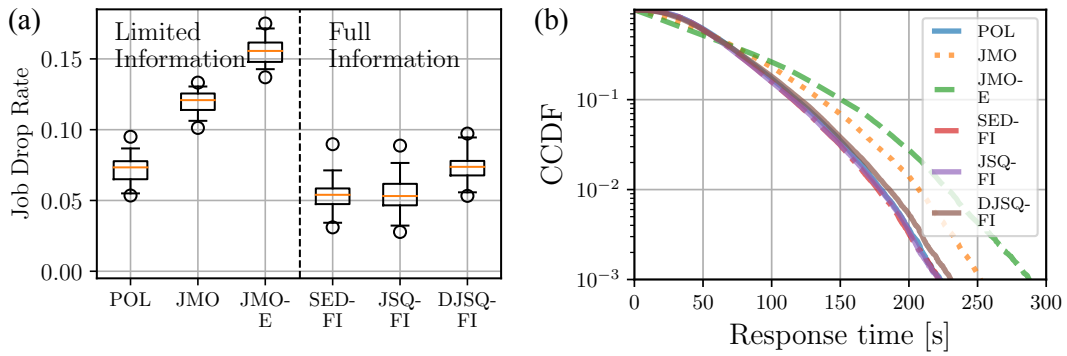 (a)
Limited
Information
Full
Information
Job Drop Rate
0.15
0.10
0.05
0.00
POL
JMO
JMO-
E
SED-
FI
JSQ-
FI
DJSQ-
FI
(b)
CCDF
10⁻¹
10⁻²
10⁻³
0
50
100
150
200
250
300
Response time [s]
POL
JMO
JMO-
E
SED-
FI
JSQ-
FI
DJSQ-
FI